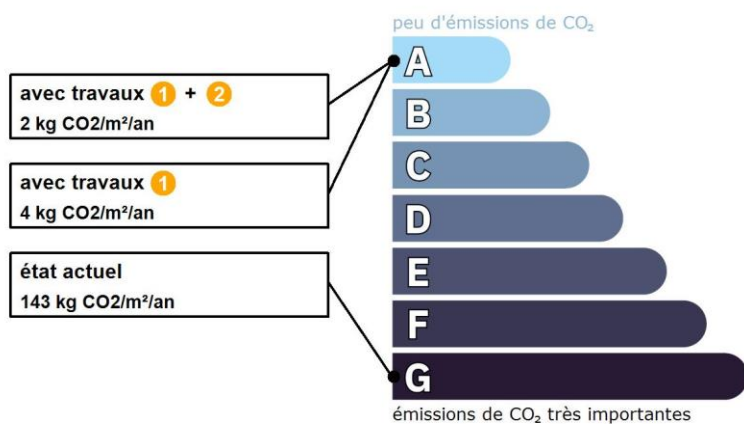 peu d'émissions de CO₂
A
avec travaux 1 + 2
2 kg CO2/m²/an
B
C
avec travaux 1
4 kg CO2/m²/an
D
état actuel
143 kg CO2/m²/an
E
F
G
émissions de CO₂ très importantes